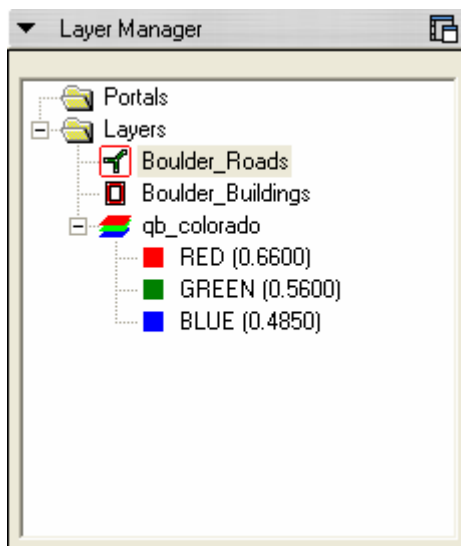 Layer Manager
Portals
Layers
Boulder_Roads
Boulder_Buildings
qb_colorado
RED (0.6600)
GREEN (0.5600)
BLUE (0.4850)